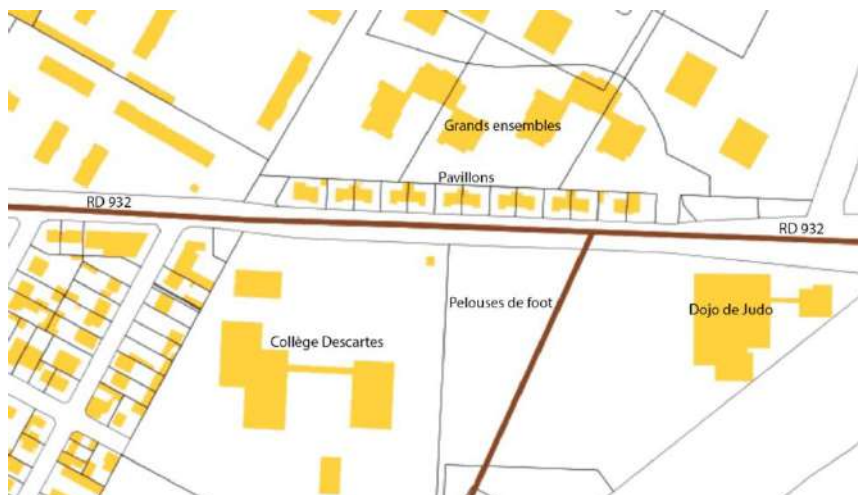 Grands ensembles
Pavillons
RD 932
RD 932
Pelouses de foot
Dojo de Judo
Collège Descartes